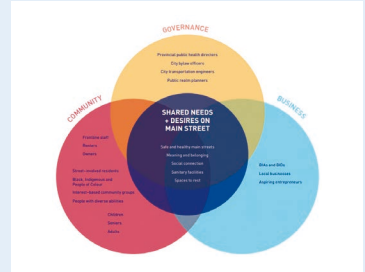 GOVERNANCE
Provincial public health directors
City bylaw officers
City transportation engineers
Public realm planners
COMMUNITY
BUSINESS
SHARED NEEDS
+ DESIRES ON
MAIN STREET
Safe and healthy main streets
Meaning and belonging
Social connection
Sanitary facilities
Spaces to rest
Frontline staff
Renters
Owners
Street-involved residents
Black, Indigenous and
People of Colour
Interest-based community groups
People with diverse abilities
Children
Seniors
Adults
BIAs and BIDs
Local businesses
Aspiring entrepreneurs